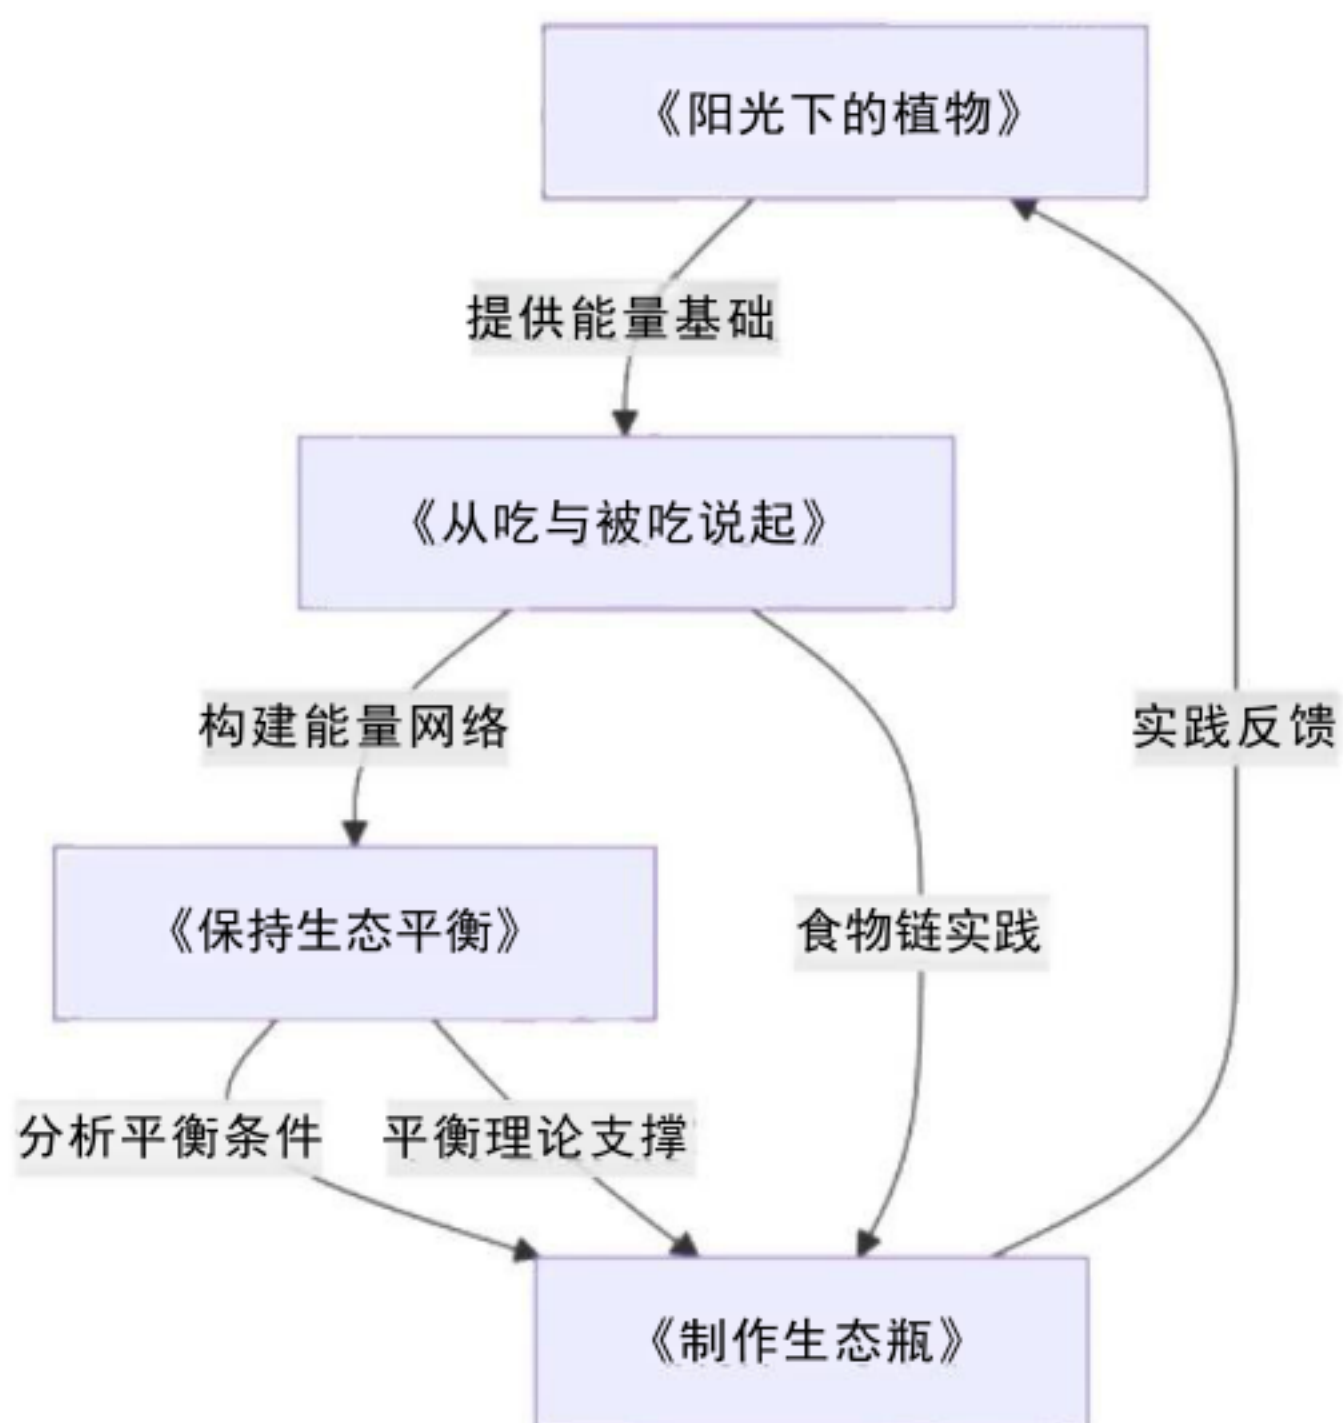 《阳光下的植物》
提供能量基础
《从吃与被吃说起》
构建能量网络
实践反馈
《保持生态平衡》
食物链实践
分析平衡条件
平衡理论支撑
《制作生态瓶》